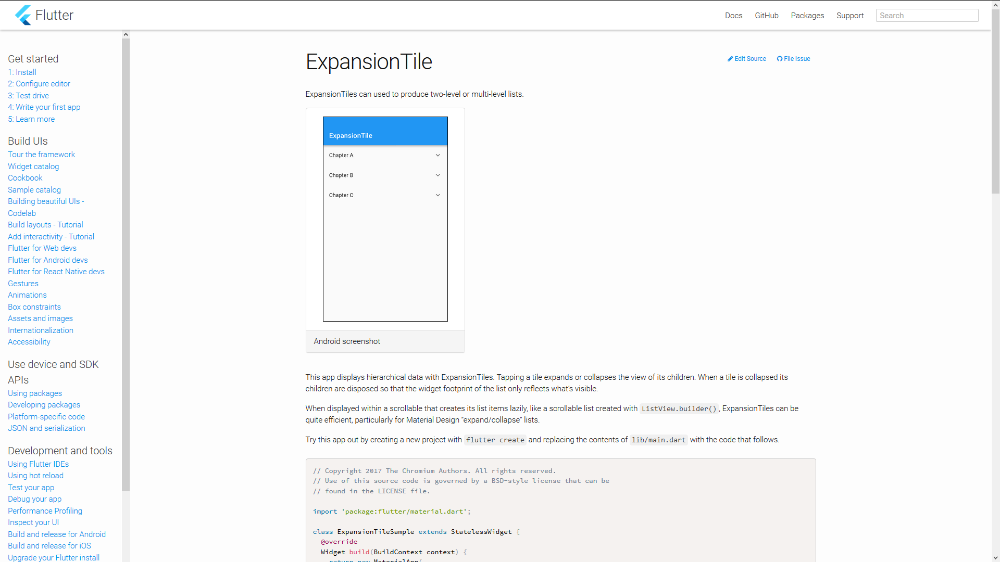 Flutter
Docs
GitHub
Packages
Support
Search
Get started
1: Install
2: Configure editor
3: Test drive
4: Write your first app
5: Learn more
Build UIs
Tour the framework
Widget catalog
Cookbook
Sample catalog
Building beautiful UIs -
Codelab
Build layouts - Tutorial
Add interactivity - Tutorial
Flutter for Web devs
Flutter for Android devs
Flutter for React Native devs
Gestures
Animations
Box constraints
Assets and images
Internationalization
Accessibility
Use device and SDK
APIs
Using packages
Developing packages
Platform-specific code
JSON and serialization
Development and tools
Using Flutter IDEs
Using hot reload
Test your app
Debug your app
Performance Profiling
Inspect your UI
Build and release for Android
Build and release for iOS
Upgrade your Flutter install
ExpansionTile
Edit Source
File Issue
ExpansionTiles can used to produce two-level or multi-level lists.
ExpansionTile
Chapter A
Chapter B
Chapter C
Android screenshot
This app displays hierarchical data with ExpansionTiles. Tapping a tile expands or collapses the view of its children. When a tile is collapsed its
children are disposed so that the widget footprint of the list only reflects what’s visible.
When displayed within a scrollable that creates its list items lazily, like a scrollable list created with ListView.builder(), ExpansionTiles can be
quite efficient, particularly for Material Design “expand/collapse” lists.
Try this app out by creating a new project with flutter create and replacing the contents of lib/main.dart with the code that follows.
// Copyright 2017 The Chromium Authors. All rights reserved.
// Use of this source code is governed by a BSD-style license that can be
// found in the LICENSE file.
import 'package:flutter/material.dart';
class ExpansionTileSample extends StatelessWidget {
@override
Widget build(BuildContext context) {
return new MaterialApp(